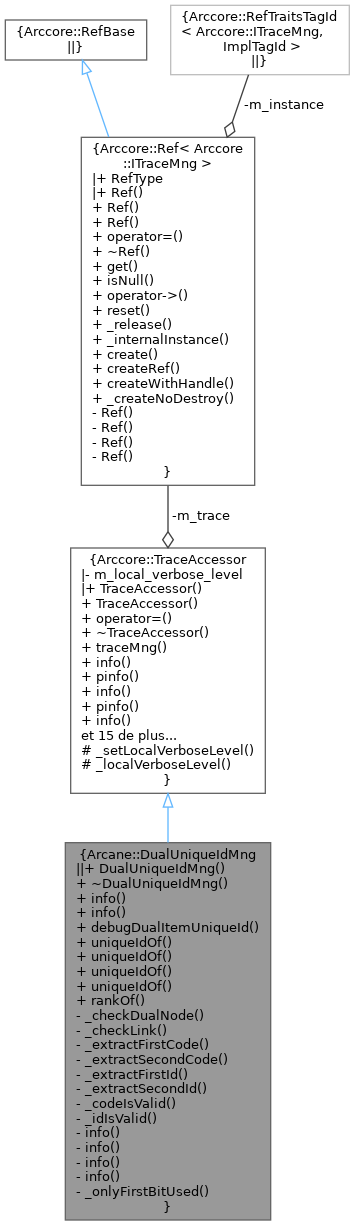 {Arccore::RefBase
||}
{Arccore::RefTraitsTagId
< Arccore::ITraceMng,
ImplTagId >
||}
-m_instance
{Arccore::Ref< Arccore
::ITraceMng >
|+ RefType
|+ Ref()
+ Ref()
+ Ref()
+ operator=()
+ ~Ref()
+ get()
+ isNull()
+ operator->()
+ reset()
+ _release()
+ _internalInstance()
+ create()
+ createRef()
+ createWithHandle()
+ _createNoDestroy()
- Ref()
- Ref()
- Ref()
- Ref()
}
-m_trace
{Arccore::TraceAccessor
|- m_local_verbose_level
|+ TraceAccessor()
+ TraceAccessor()
+ operator=()
+ ~TraceAccessor()
+ traceMng()
+ info()
+ pinfo()
+ info()
+ pinfo()
+ info()
et 15 de plus...
# _setLocalVerboseLevel()
# _localVerboseLevel()
}
{Arcane::DualUniqueIdMng
||+ DualUniqueIdMng()
+ ~DualUniqueIdMng()
+ info()
+ info()
+ debugDualItemUniqueId()
+ uniqueIdOf()
+ uniqueIdOf()
+ uniqueIdOf()
+ uniqueIdOf()
+ rankOf()
- _checkDualNode()
- _checkLink()
- _extractFirstCode()
- _extractSecondCode()
- _extractFirstId()
- _extractSecondId()
- _codeIsValid()
- _idIsValid()
- info()
- info()
- info()
- info()
- _onlyFirstBitUsed()
}